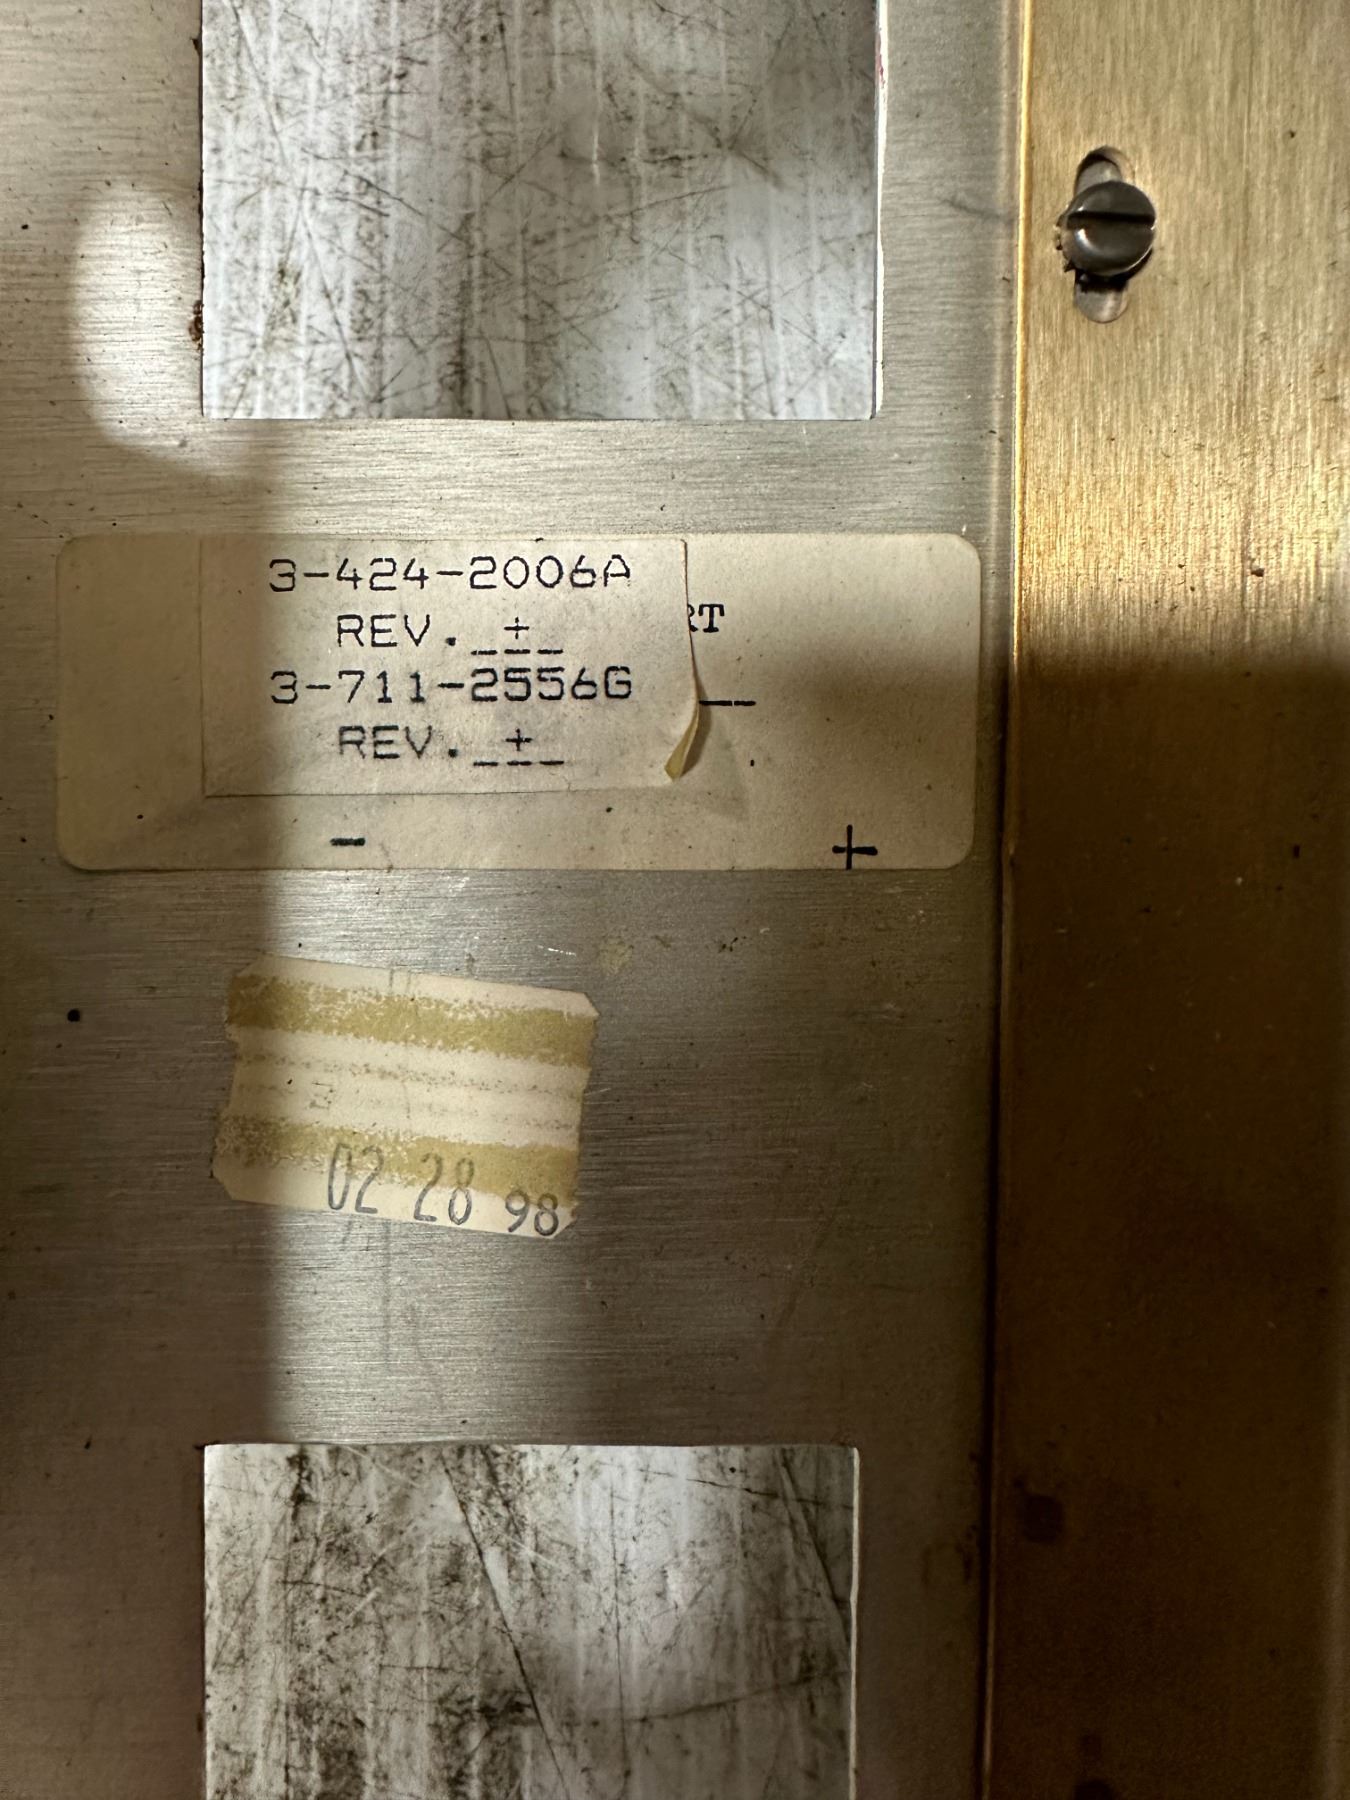 3-424-2006A
REV. _+_
RT
3-711-2556G
REV. _+_
- +
02 28 98